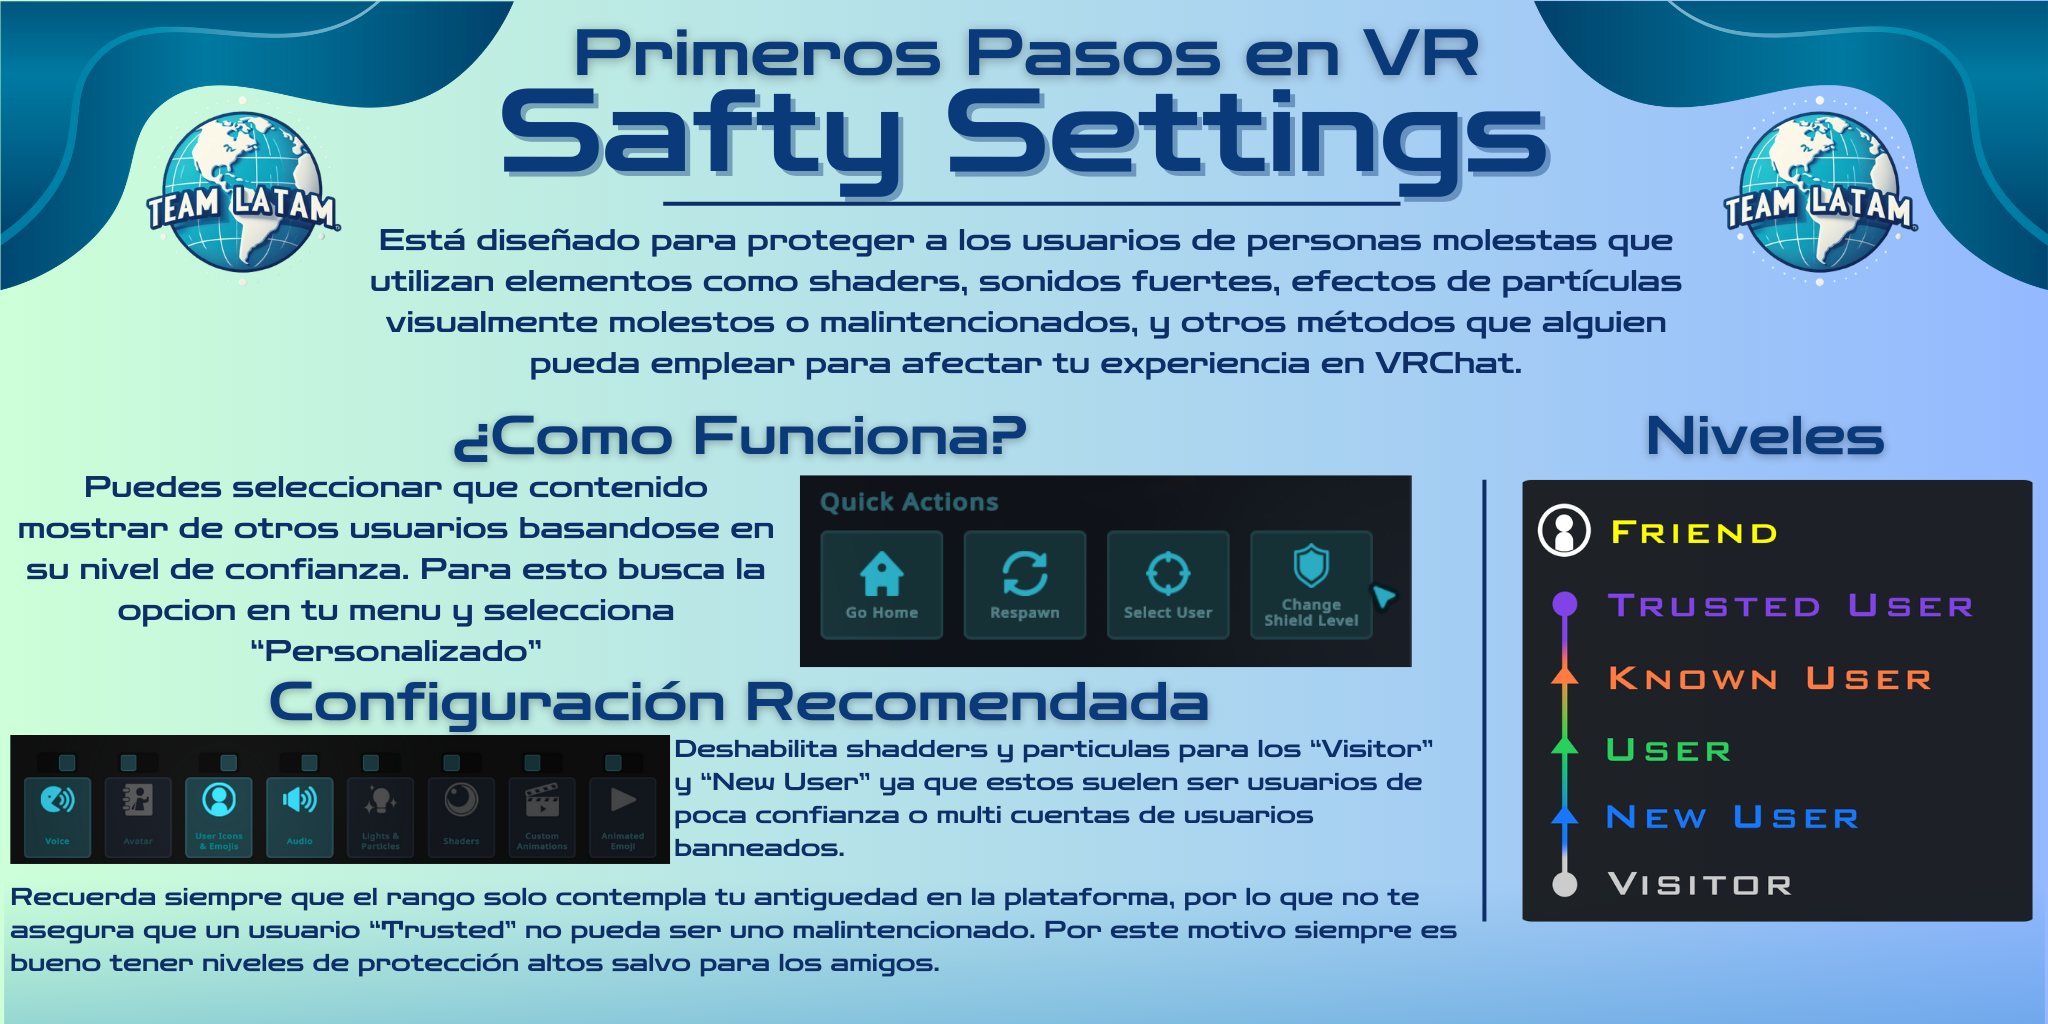 Primeros Pasos en VR
Safty Settings
TEAM LATAM
TEAM LATAM
Está diseñado para proteger a los usuarios de personas molestas que
utilizan elementos como shaders, sonidos fuertes, efectos de partículas
visualmente molestos o malintencionados, y otros métodos que alguien
pueda emplear para afectar tu experiencia en VRChat.
¿Como Funciona?
Puedes seleccionar que contenido
mostrar de otros usuarios basandose en
su nivel de confianza. Para esto busca la
opcion en tu menu y selecciona
“Personalizado”
Quick Actions
Go Home
Respawn
Select User
Change
Shield Level
Configuración Recomendada
Voice
Avatar
User Icons
& Emojis
Audio
Lights &
Particles
Shaders
Custom
Animations
Animated
Emoji
Deshabilita shadders y particulas para los “Visitor”
y “New User” ya que estos suelen ser usuarios de
poca confianza o multi cuentas de usuarios
banneados.
Recuerda siempre que el rango solo contempla tu antiguedad en la plataforma, por lo que no te
asegura que un usuario “Trusted” no pueda ser uno malintencionado. Por este motivo siempre es
bueno tener niveles de protección altos salvo para los amigos.
Niveles
FRIEND
TRUSTED USER
KNOWN USER
USER
NEW USER
VISITOR